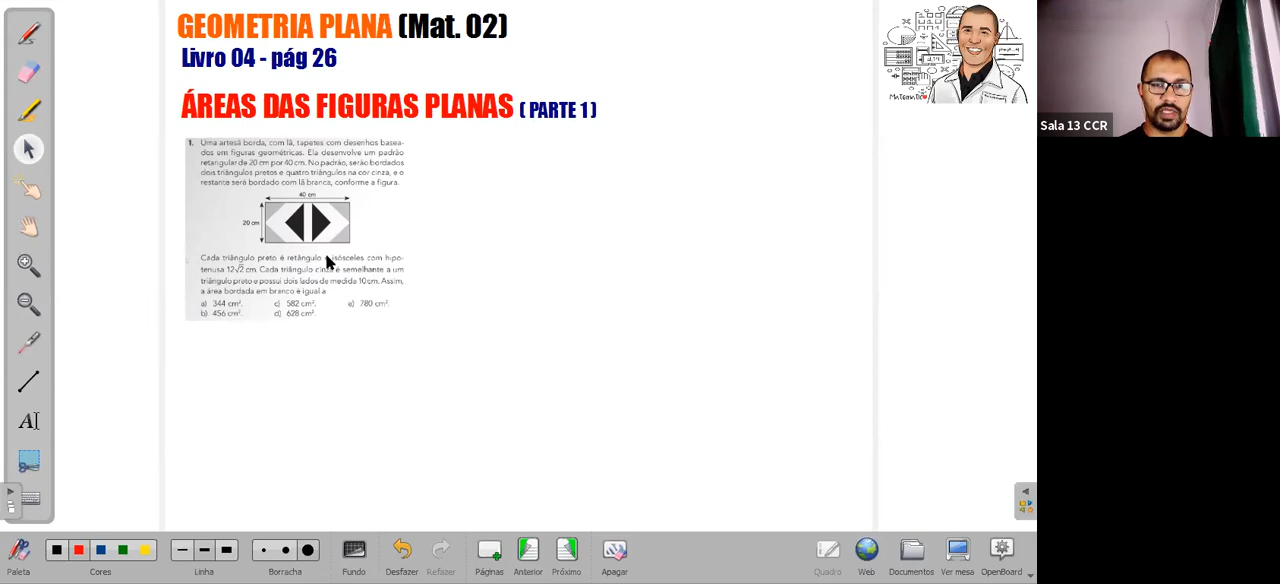 GEOMETRIA PLANA (Mat. 02)
Livro 04 - pág 26
ÁREAS DAS FIGURAS PLANAS ( PARTE 1 )
1. Uma artesã borda, com lã, tapetes com desenhos basea-
dos em figuras geométricas. Ela desenvolve um padrão
retangular de 20 cm por 40 cm. No padrão, serão bordados
dois triângulos pretos e quatro triângulos na cor cinza, e o
restante será bordado com lã branca, conforme a figura.
40 cm
20 cm
Cada triângulo preto é retângulo e isósceles com hipo-
tenusa 12√2 cm. Cada triângulo cinza é semelhante a um
triângulo preto e possui dois lados de medida 10 cm. Assim,
a área bordada em branco é igual a
a) 344 cm². c) 582 cm². e) 780 cm².
b) 456 cm². d) 628 cm².
Sala 13 CCR
Paleta
Cores
Linha
Borracha
Fundo
Desfazer
Refazer
Páginas
Anterior
Próximo
Apagar
Quadro
Web
Documentos
Ver mesa
OpenBoard